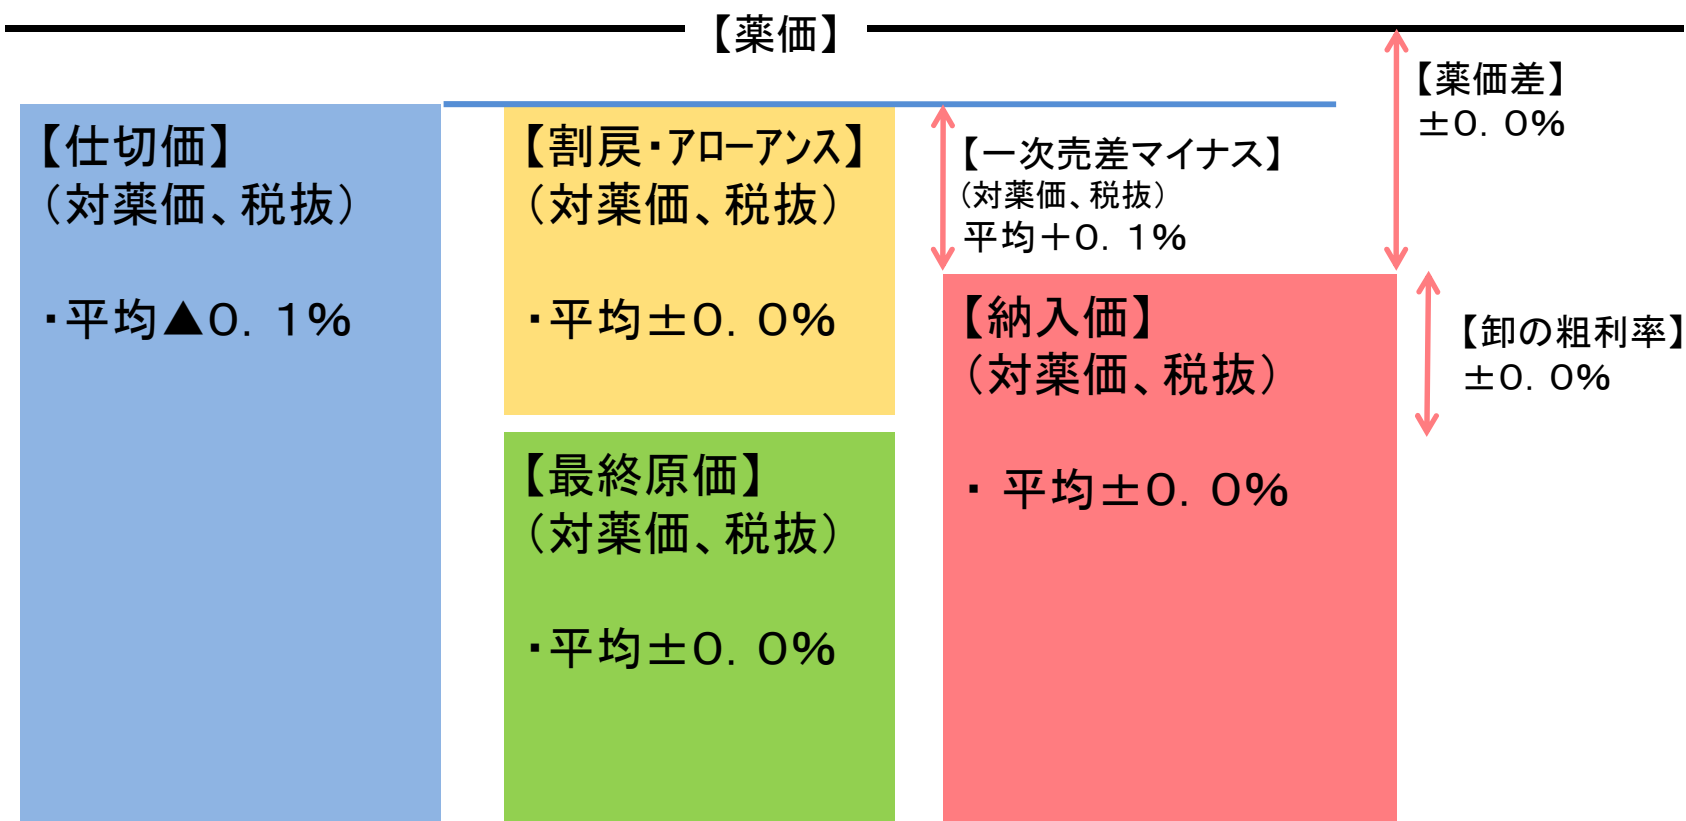 【薬価】
【薬価差】
±０．０％
【仕切価】
（対薬価、税抜）
・平均▲０．１％
【割戻・アローアンス】
（対薬価、税抜）
・平均±０．０％
【一次売差マイナス】
（対薬価、税抜）
平均＋０．１％
【最終原価】
（対薬価、税抜）
・平均±０．０％
【納入価】
（対薬価、税抜）
・ 平均±０．０％
【卸の粗利率】
±０．０％